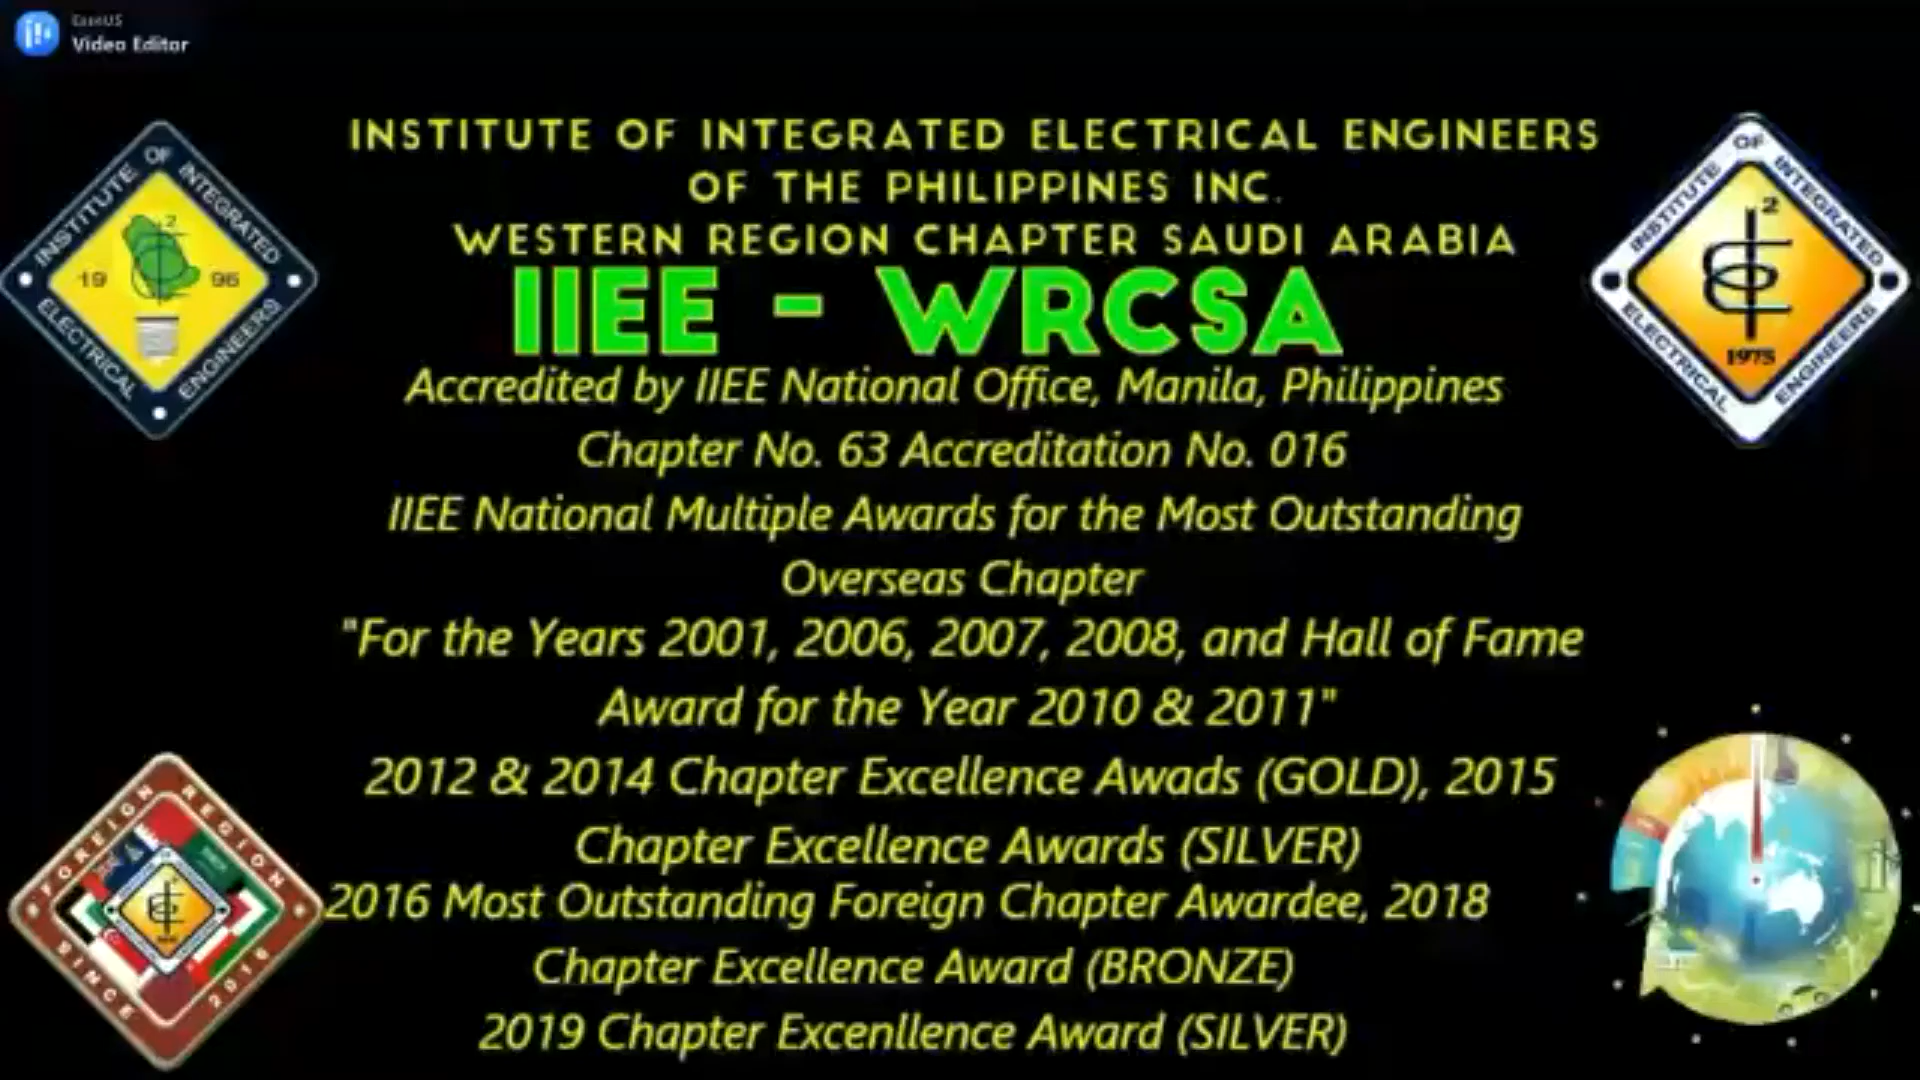 EaseUS
Video Editor
INSTITUTE OF INTEGRATED ELECTRICAL ENGINEERS
OF THE PHILIPPINES INC.
WESTERN REGION CHAPTER SAUDI ARABIA
IIEE - WRCSA
Accredited by IIEE National Office, Manila, Philippines
Chapter No. 63 Accreditation No. 016
IIEE National Multiple Awards for the Most Outstanding
Overseas Chapter
"For the Years 2001, 2006, 2007, 2008, and Hall of Fame
Award for the Year 2010 & 2011"
2012 & 2014 Chapter Excellence Awads (GOLD), 2015
Chapter Excellence Awards (SILVER)
2016 Most Outstanding Foreign Chapter Awardee, 2018
Chapter Excellence Award (BRONZE)
2019 Chapter Excenllence Award (SILVER)
INSTITUTE OF INTEGRATED
19 96
ELECTRICAL ENGINEERS
INSTITUTE OF INTEGRATED
2
1975
ELECTRICAL ENGINEERS
FOREIGN REGION
SINCE 2016